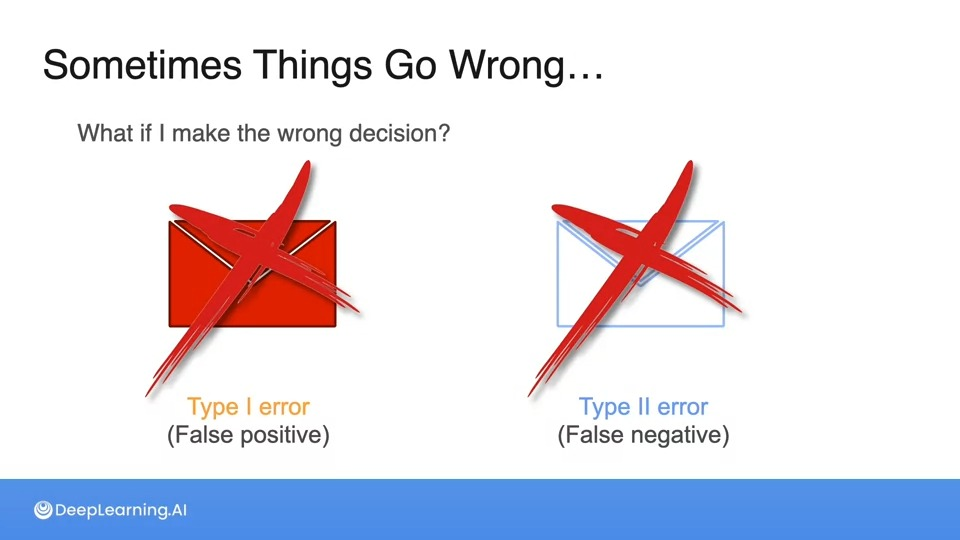 Sometimes Things Go Wrong…
What if I make the wrong decision?
Type I error
(False positive)
Type II error
(False negative)
DeepLearning.AI